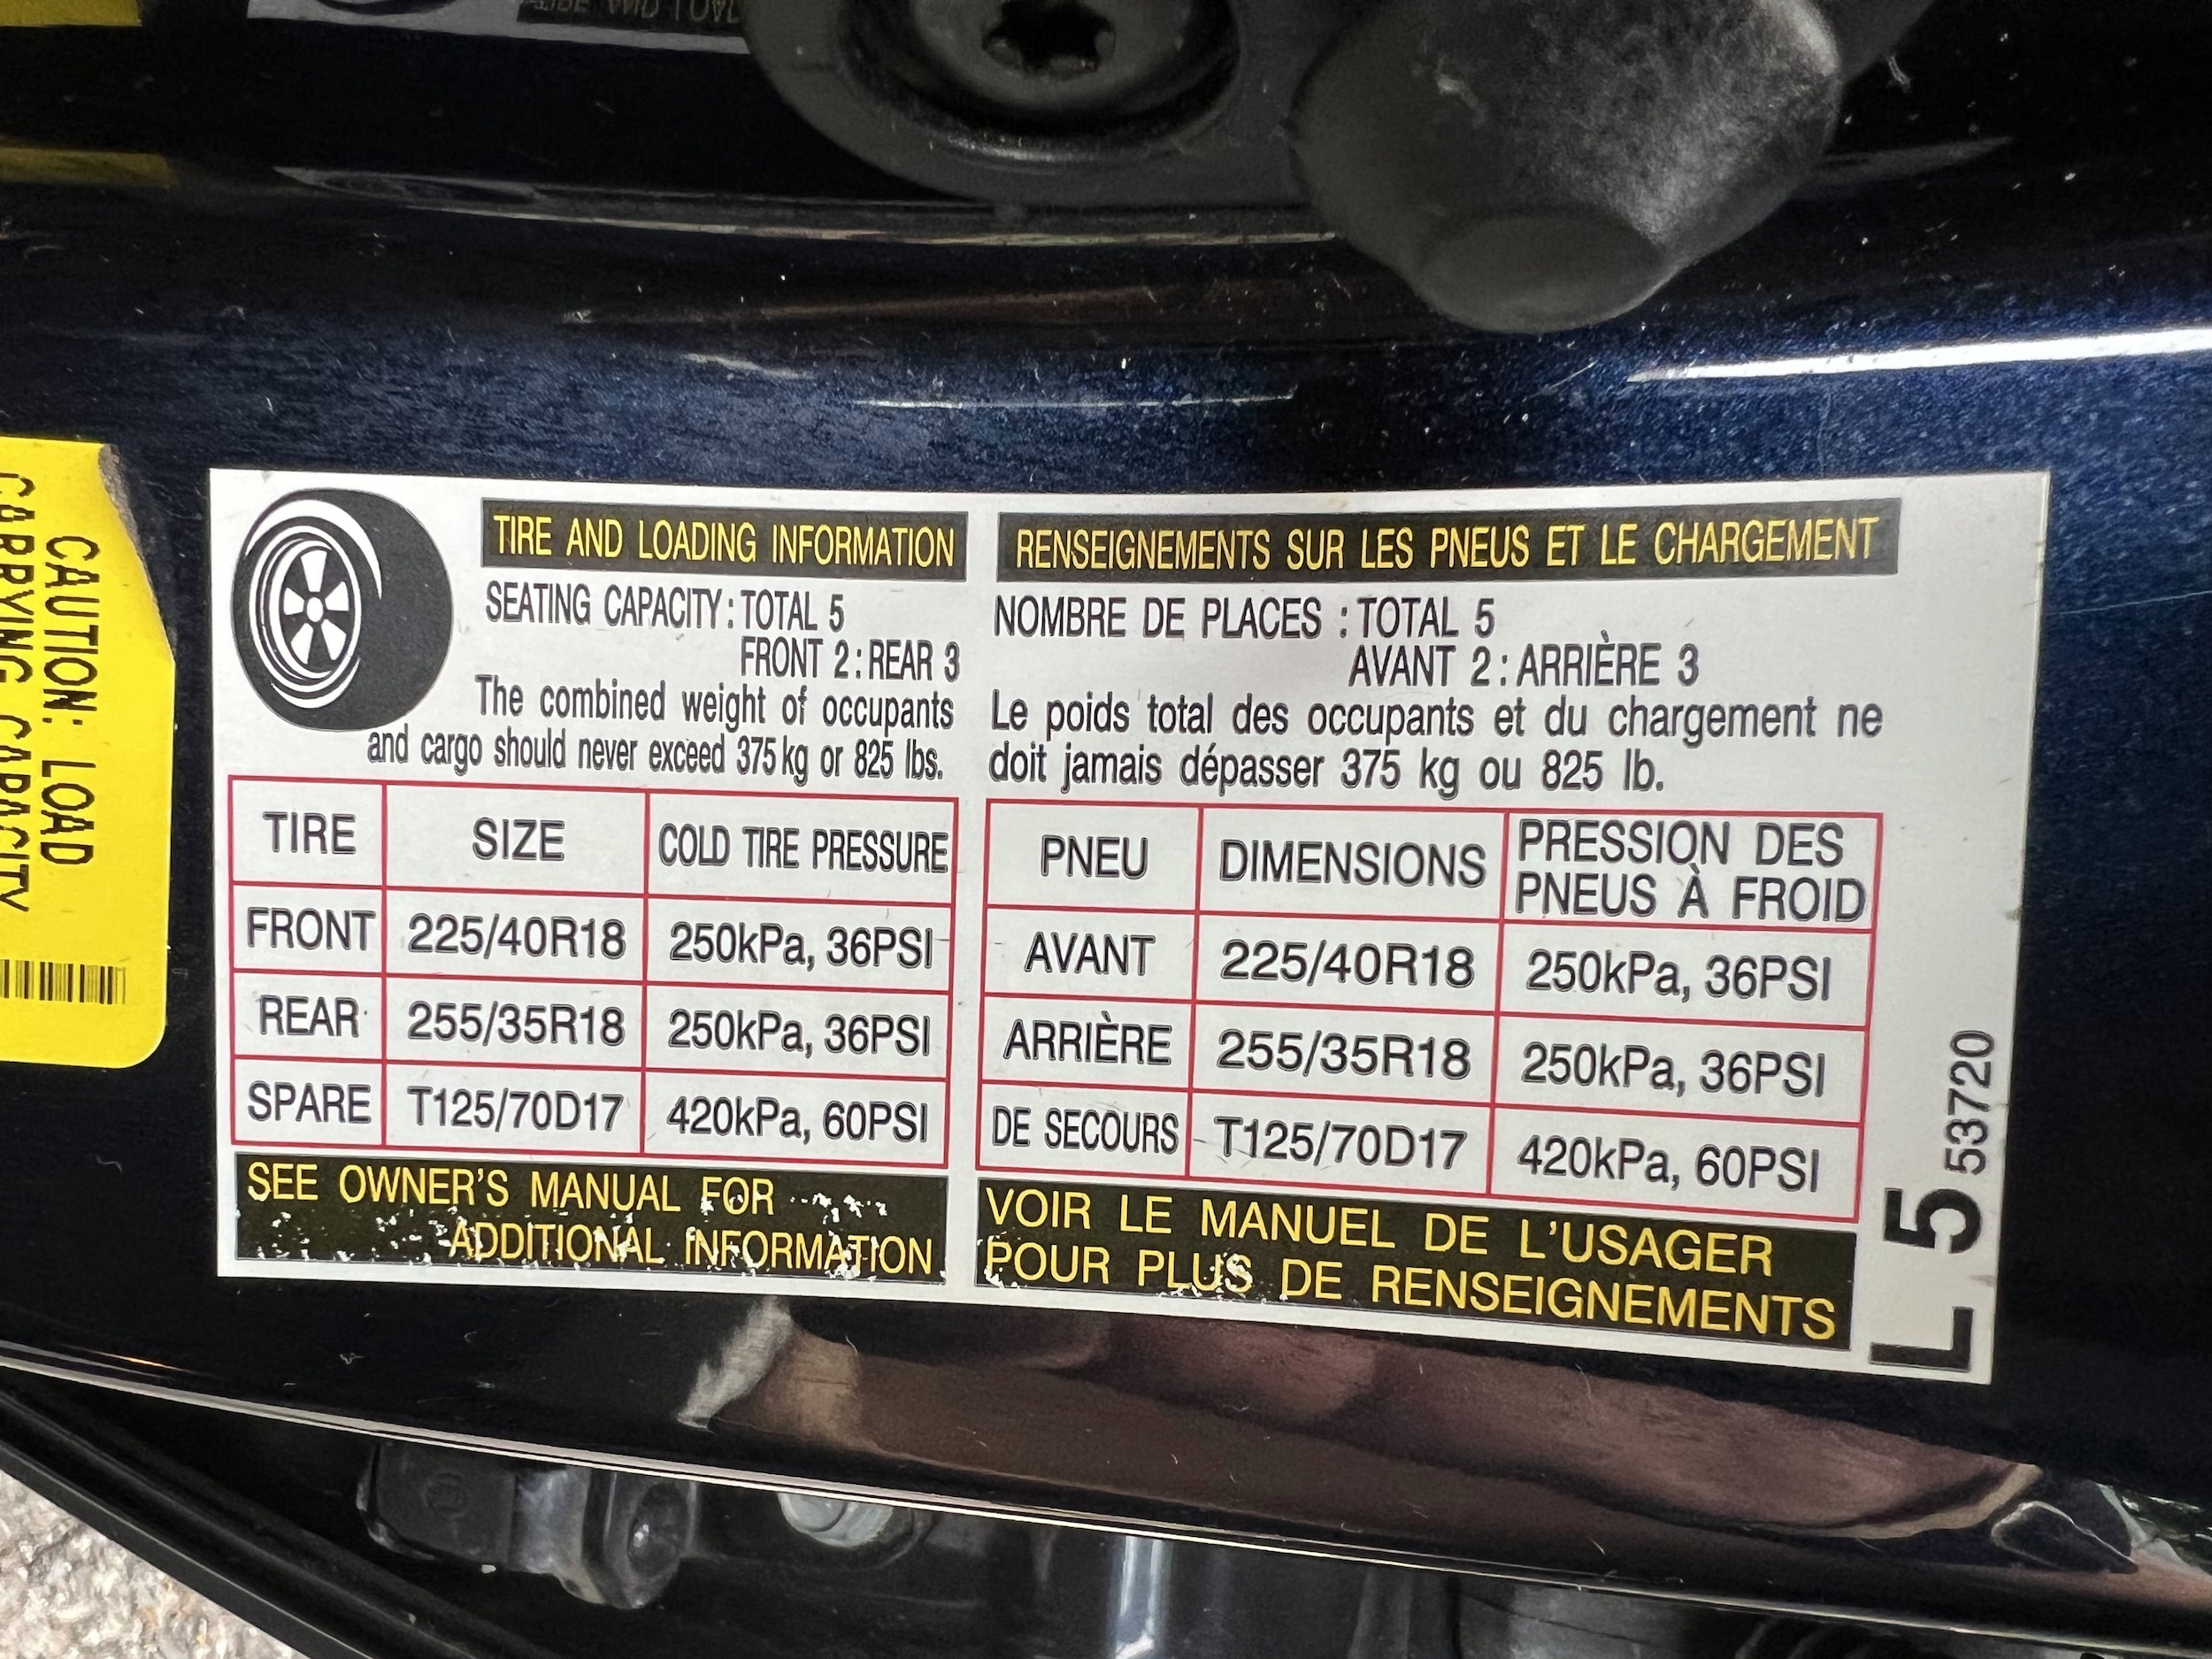 CAUTION: LOAD
CARRYING CAPACITY
TIRE AND LOADING INFORMATION
SEATING CAPACITY: TOTAL 5
FRONT 2: REAR 3
The combined weight of occupants
and cargo should never exceed 375 kg or 825 lbs.
TIRE SIZE COLD TIRE PRESSURE
FRONT 225/40R18 250kPa, 36PSI
REAR 255/35R18 250kPa, 36PSI
SPARE T125/70D17 420kPa, 60PSI
SEE OWNER'S MANUAL FOR
ADDITIONAL INFORMATION
RENSEIGNEMENTS SUR LES PNEUS ET LE CHARGEMENT
NOMBRE DE PLACES : TOTAL 5
AVANT 2: ARRIÈRE 3
Le poids total des occupants et du chargement ne
doit jamais dépasser 375 kg ou 825 lb.
PNEU DIMENSIONS PRESSION DES
PNEUS À FROID
AVANT 225/40R18 250kPa, 36PSI
ARRIÈRE 255/35R18 250kPa, 36PSI
DE SECOURS T125/70D17 420kPa, 60PSI
VOIR LE MANUEL DE L'USAGER
POUR PLUS DE RENSEIGNEMENTS
L 5 53720